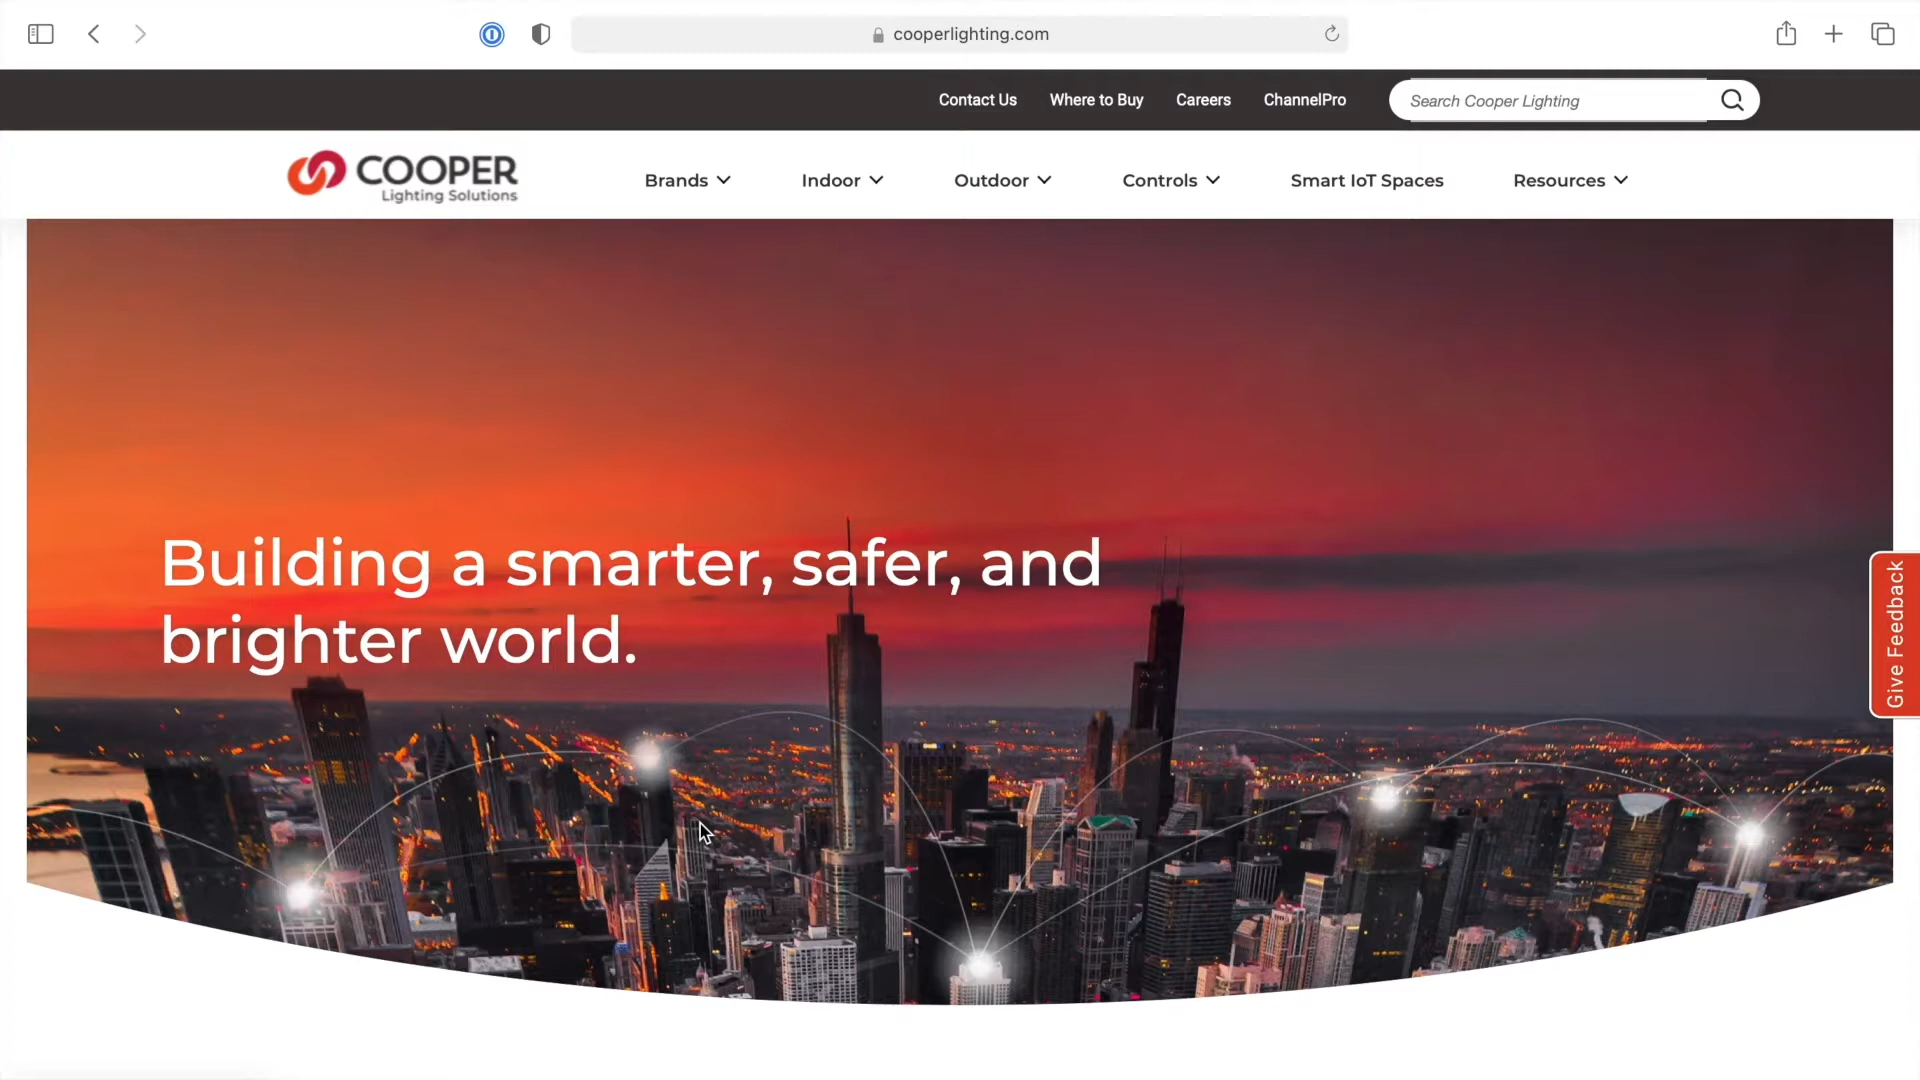 cooperlighting.com
Contact Us Where to Buy Careers ChannelPro Search Cooper Lighting
COOPER
Lighting Solutions
Brands Indoor Outdoor Controls Smart IoT Spaces Resources
Building a smarter, safer, and
brighter world.
Give Feedback